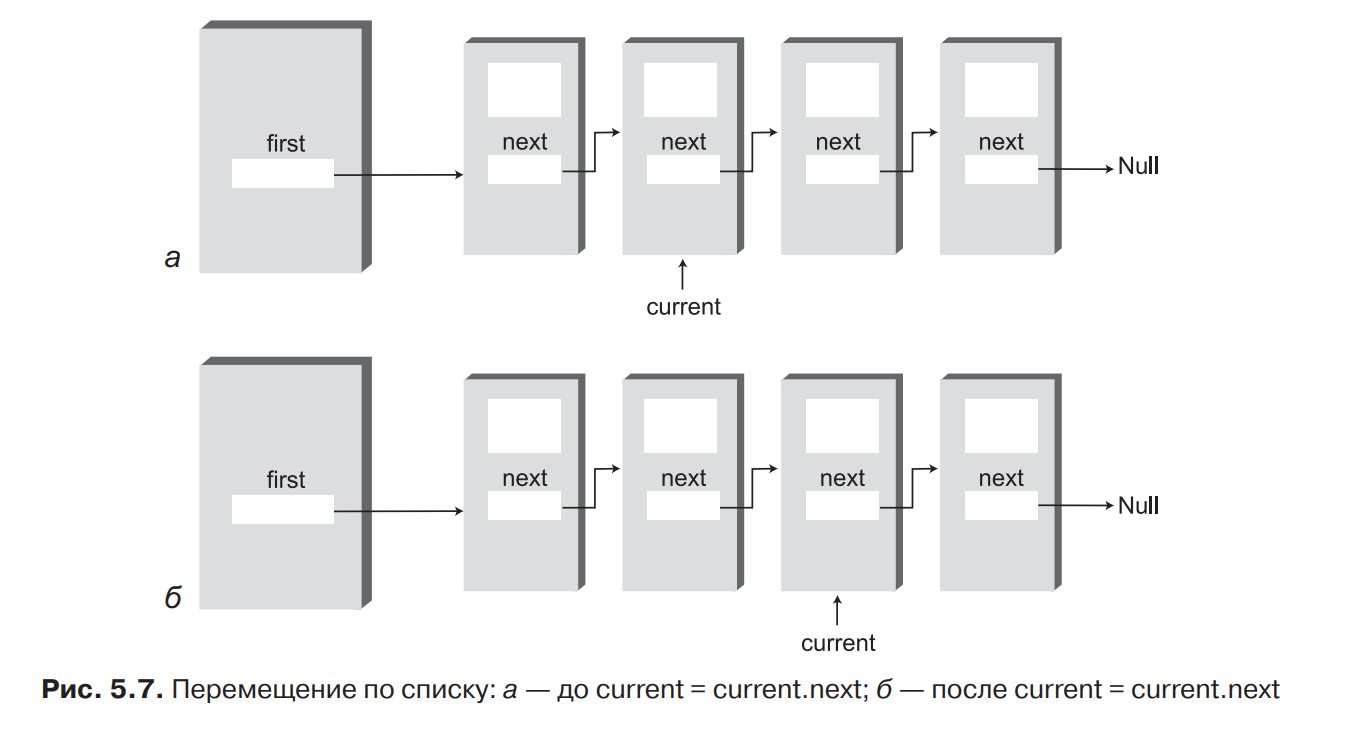 first
next
next
next
next
Null
а
current
first
next
next
next
next
Null
б
current
Рис. 5.7. Перемещение по списку: а — до current = current.next; б — после current = current.next